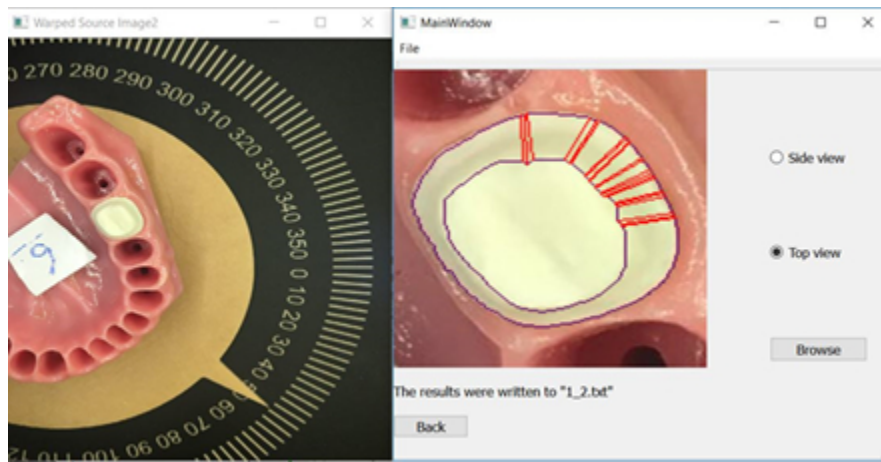 Warped Source Image2
MainWindow
File
270 280 290 300 310 320 330 340 350 0 10 20 30 40
60 70 80 90 100 110 12
Side view
Top view
Browse
The results were written to "1_2.txt"
Back